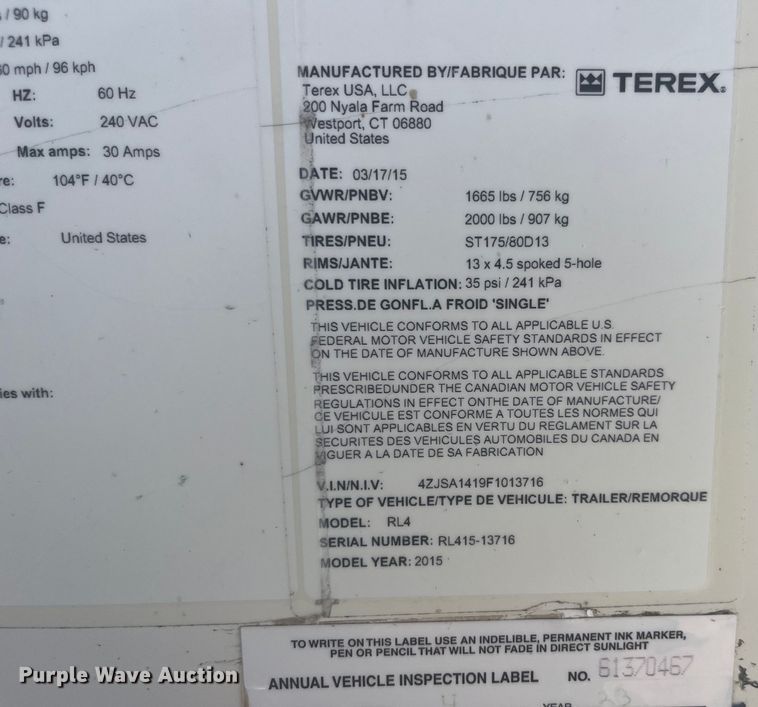 / 90 kg
/ 241 kPa
60 mph / 96 kph
HZ: 60 Hz
Volts: 240 VAC
Max amps: 30 Amps
re: 104°F / 40°C
Class F
e: United States
ies with:
MANUFACTURED BY/FABRIQUE PAR: TEREX®
Terex USA, LLC
200 Nyala Farm Road
Westport, CT 06880
United States
DATE: 03/17/15
GVWR/PNBV: 1665 lbs / 756 kg
GAWR/PNBE: 2000 lbs / 907 kg
TIRES/PNEU: ST175/80D13
RIMS/JANTE: 13 x 4.5 spoked 5-hole
COLD TIRE INFLATION: 35 psi / 241 kPa
PRESS.DE GONFL.A FROID 'SINGLE'
THIS VEHICLE CONFORMS TO ALL APPLICABLE U.S.
FEDERAL MOTOR VEHICLE SAFETY STANDARDS IN EFFECT
ON THE DATE OF MANUFACTURE SHOWN ABOVE.
THIS VEHICLE CONFORMS TO ALL APPLICABLE STANDARDS
PRESCRIBEDUNDER THE CANADIAN MOTOR VEHICLE SAFETY
REGULATIONS IN EFFECT ONTHE DATE OF MANUFACTURE/
CE VEHICULE EST CONFORME A TOUTES LES NORMES QUI
LUI SONT APPLICABLES EN VERTU DU REGLAMENT SUR LA
SECURITES DES VEHICULES AUTOMOBILES DU CANADA EN
VIGUER A LA DATE DE SA FABRICATION
V.I.N/N.I.V: 4ZJSA1419F1013716
TYPE OF VEHICLE/TYPE DE VEHICULE: TRAILER/REMORQUE
MODEL: RL4
SERIAL NUMBER: RL415-13716
MODEL YEAR: 2015
TO WRITE ON THIS LABEL USE AN INDELIBLE, PERMANENT INK MARKER,
PEN OR PENCIL THAT WILL NOT FADE IN DIRECT SUNLIGHT
ANNUAL VEHICLE INSPECTION LABEL NO. 61370467
YEAR
Purple Wave Auction